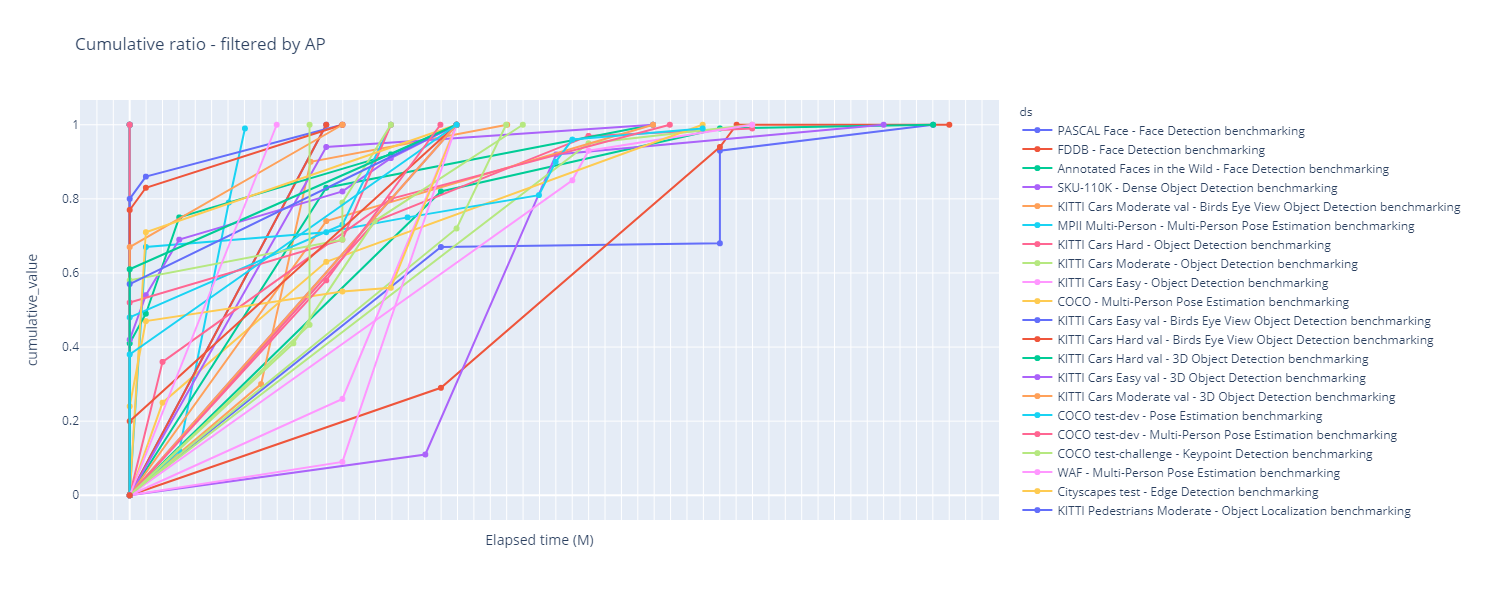 Cumulative ratio - filtered by AP
ds
1
0.8
0.6
0.4
0.2
0
cumulative_value
Elapsed time (M)
PASCAL Face - Face Detection benchmarking
FDDB - Face Detection benchmarking
Annotated Faces in the Wild - Face Detection benchmarking
SKU-110K - Dense Object Detection benchmarking
KITTI Cars Moderate val - Birds Eye View Object Detection benchmarking
MPII Multi-Person - Multi-Person Pose Estimation benchmarking
KITTI Cars Hard - Object Detection benchmarking
KITTI Cars Moderate - Object Detection benchmarking
KITTI Cars Easy - Object Detection benchmarking
COCO - Multi-Person Pose Estimation benchmarking
KITTI Cars Easy val - Birds Eye View Object Detection benchmarking
KITTI Cars Hard val - Birds Eye View Object Detection benchmarking
KITTI Cars Hard val - 3D Object Detection benchmarking
KITTI Cars Easy val - 3D Object Detection benchmarking
KITTI Cars Moderate val - 3D Object Detection benchmarking
COCO test-dev - Pose Estimation benchmarking
COCO test-dev - Multi-Person Pose Estimation benchmarking
COCO test-challenge - Keypoint Detection benchmarking
WAF - Multi-Person Pose Estimation benchmarking
Cityscapes test - Edge Detection benchmarking
KITTI Pedestrians Moderate - Object Localization benchmarking